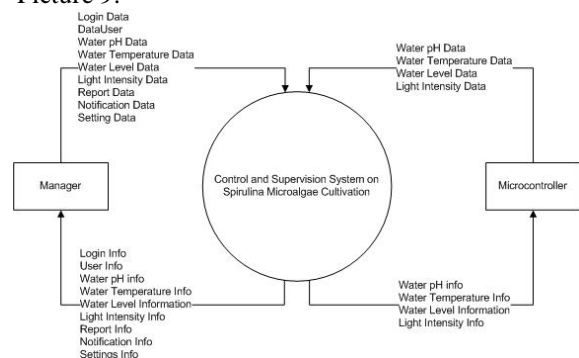 Picture 9.
Login Data
DataUser
Water pH Data
Water Temperature Data
Water Level Data
Light Intensity Data
Report Data
Notification Data
Setting Data
Water pH Data
Water Temperature Data
Water Level Data
Light Intensity Data
Manager
Control and Supervision System on
Spirulina Microalgae Cultivation
Microcontroller
Login Info
User Info
Water pH info
Water Temperature Info
Water Level Information
Light Intensity Info
Report Info
Notification Info
Settings Info
Water pH info
Water Temperature Info
Water Level Information
Light Intensity Info